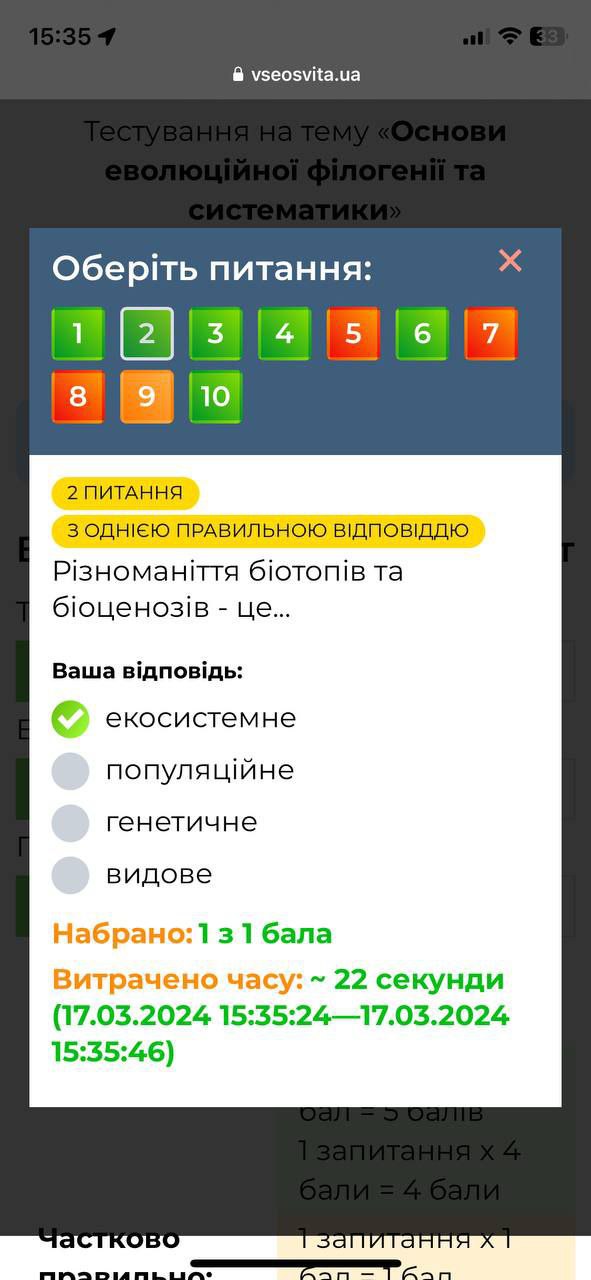 15:35
33
vseosvita.ua
Тестування на тему «Основи
еволюційної філогенії та
систематики»
Оберіть питання:
1 2 3 4 5 6 7
8 9 10
2 ПИТАННЯ
З ОДНІЄЮ ПРАВИЛЬНОЮ ВІДПОВІДДЮ
Різноманіття біотопів та
біоценозів - це...
Ваша відповідь:
екосистемне
популяційне
генетичне
видове
Набрано: 1 з 1 бала
Витрачено часу: ~ 22 секунди
(17.03.2024 15:35:24—17.03.2024
15:35:46)
бал = 5 балів
1 запитання x 4
бали = 4 бали
Частково 1 запитання x 1
правильно: бал = 1 бал